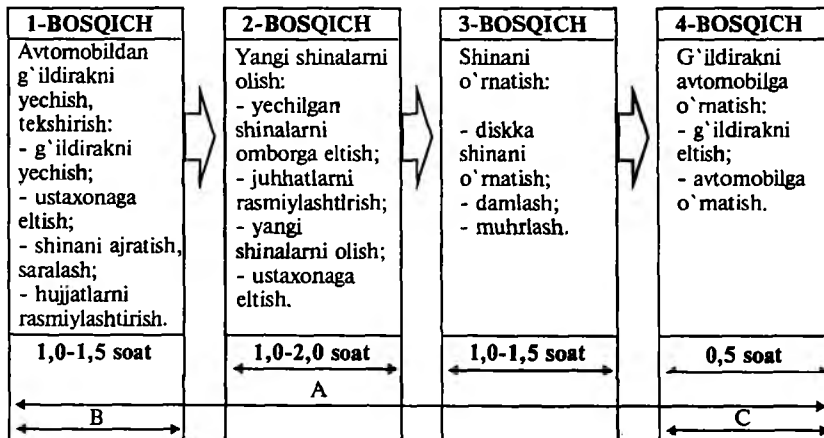 1-BOSQICH
Avtomobildan
g`ildirakni
yechish,
tekshirish:
- g`ildirakni
yechish;
- ustaxonaga
eltish;
- shinani ajratish,
saralash;
- hujjatlarni
rasmiylashtirish.
1,0-1,5 soat
2-BOSQICH
Yangi shinalarni
olish:
- yechilgan
shinalarni
omborga eltish;
- juhhatlarni
rasmiylashtirish;
- yangi
shinalarni olish;
- ustaxonaga
eltish.
1,0-2,0 soat
3-BOSQICH
Shinani
o`rnatish:
- diskka
shinani
o`rnatish;
- damlash;
- muhrlash.
1,0-1,5 soat
4-BOSQICH
G`ildirakni
avtomobilga
o`rnatish:
- g`ildirakni
eltish;
- avtomobilga
o`rnatish.
0,5 soat
A
B
C